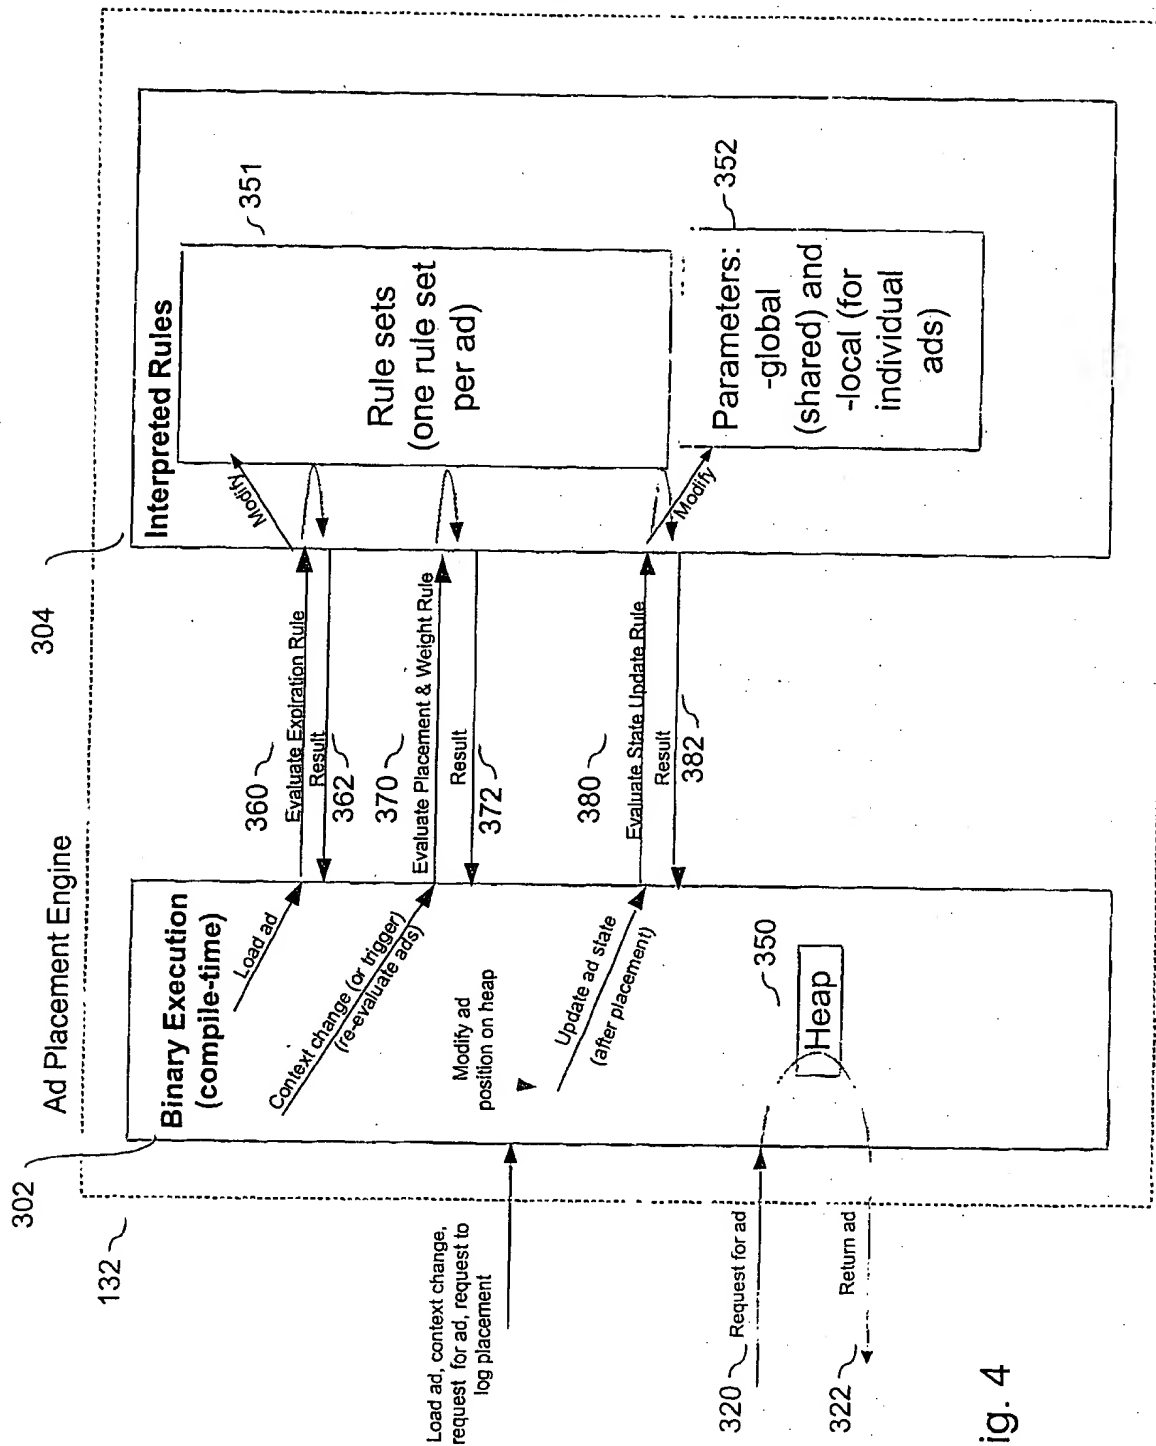 Ad Placement Engine
302
132
304
Binary Execution
(compile-time)
Load ad
Context change (or trigger)
(re-evaluate ads)
Modify ad
position on heap
Update ad state
(after placement)
350
Heap
360
Evaluate Expiration Rule
Result
362
370
Evaluate Placement & Weight Rule
Result
372
380
Evaluate State Update Rule
Result
382
Interpreted Rules
Modify
351
Rule sets
(one rule set
per ad)
Modify
352
Parameters:
-global
(shared) and
-local (for
individual
ads)
Load ad, context change,
request for ad, request to
log placement
320
Request for ad
322
Return ad
ig. 4